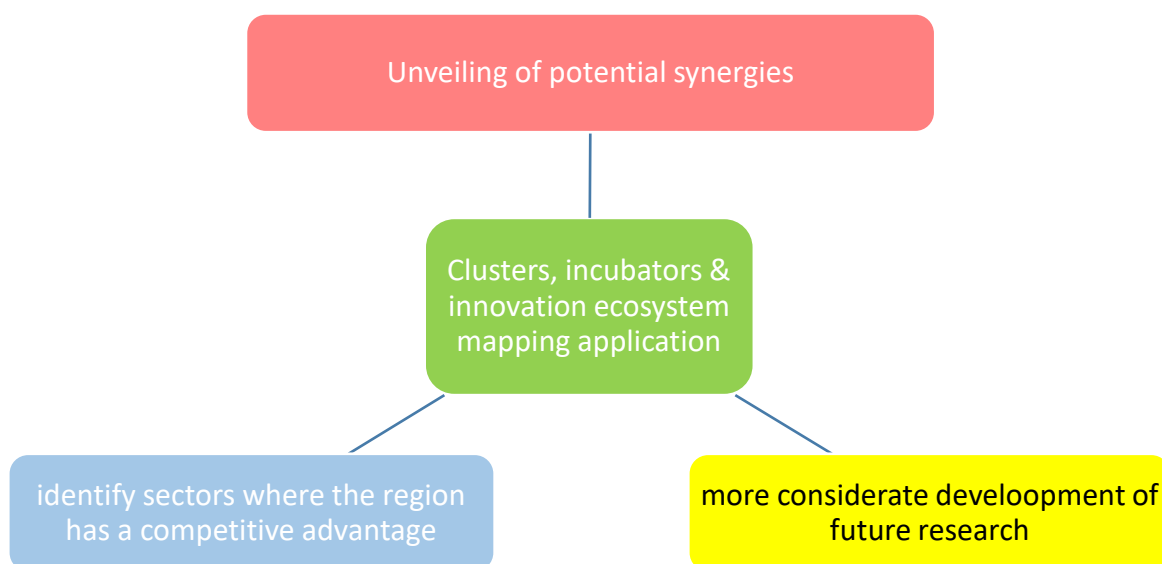 Unveiling of potential synergies
Clusters, incubators &
innovation ecosystem
mapping application
identify sectors where the region
has a competitive advantage
more considerate develoopment of
future research